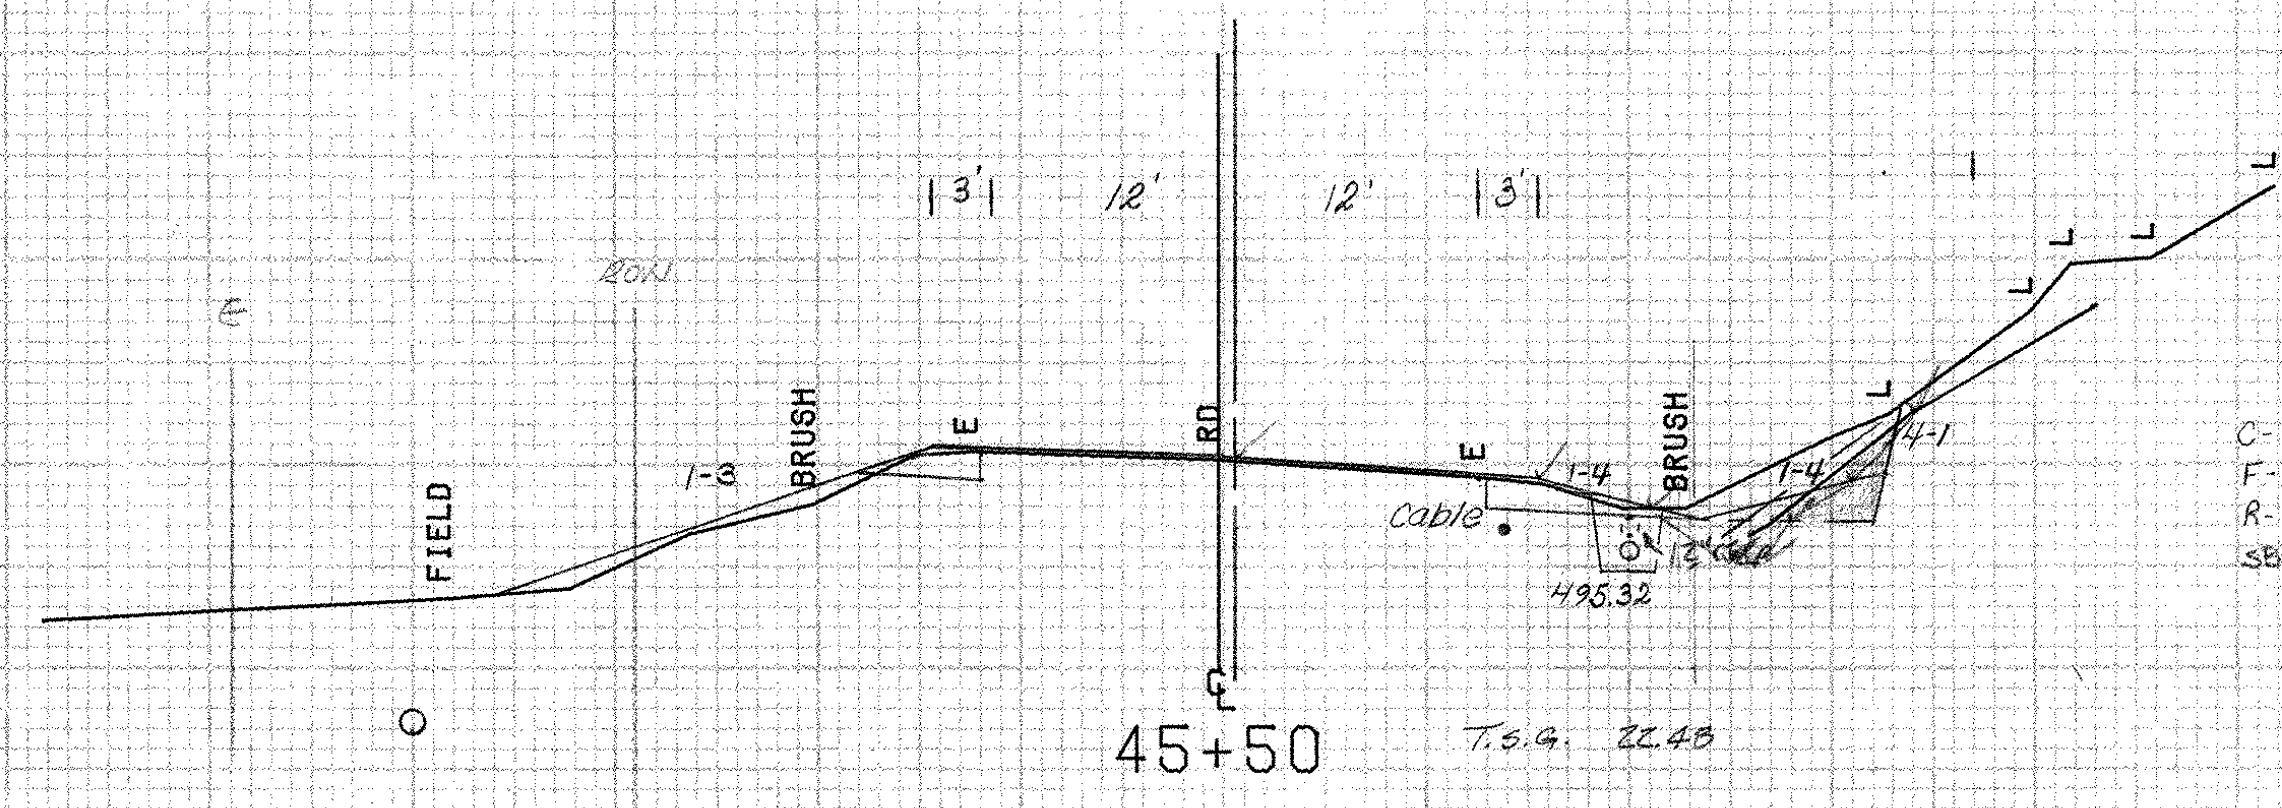 |3'|
12'
12'
|3'|
L
L
L
L
ROW
E
L
FIELD
1-3
BRUSH
E
RD
E
1-4
BRUSH
1-4
4-1
Cable
C-
F-
R-
SB
495.32
45+50
T.S.G. 22.48